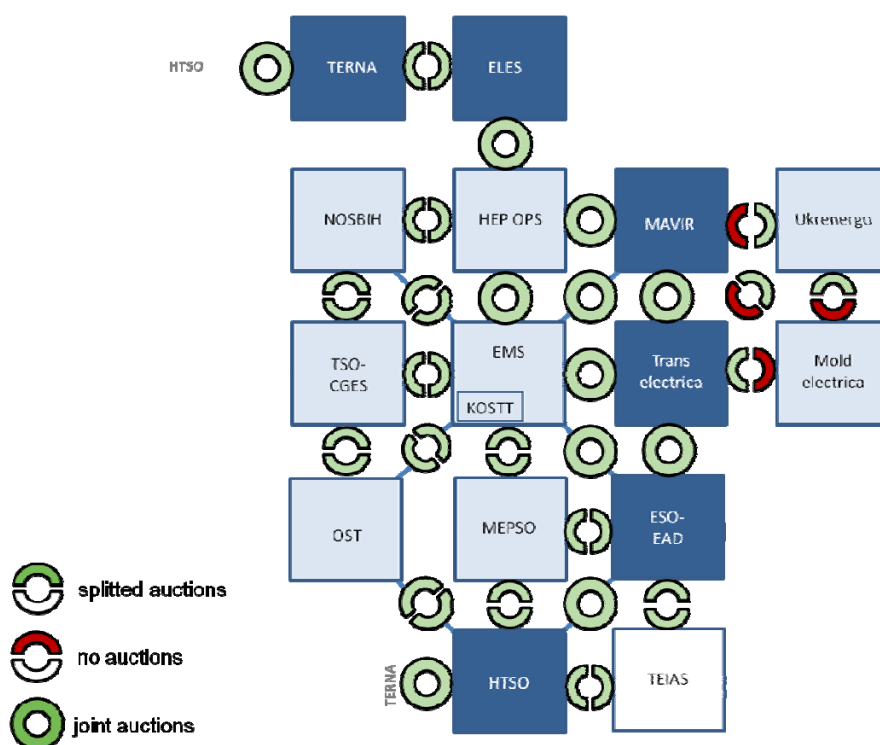 HTSO
TERNA
ELES
NOSBIH
HEP OPS
MAVIR
Ukrenergo
TSO-
CGES
EMS
KOSTT
Trans
electrica
Mold
electrica
OST
MEPSO
ESO-
EAD
splitted auctions
no auctions
joint auctions
TERNA
HTSO
TEIAS